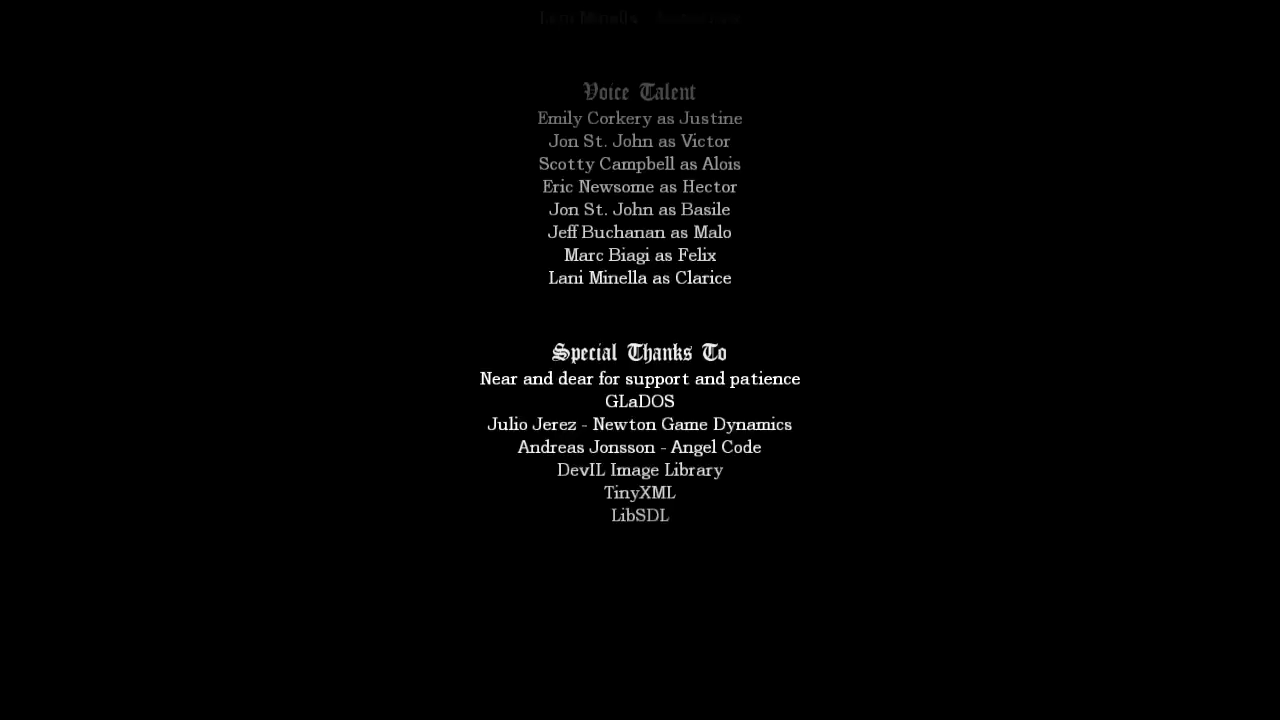 Lani Minella -
Voice Talent
Emily Corkery as Justine
Jon St. John as Victor
Scotty Campbell as Alois
Eric Newsome as Hector
Jon St. John as Basile
Jeff Buchanan as Malo
Marc Biagi as Felix
Lani Minella as Clarice
Special Thanks To
Near and dear for support and patience
GLaDOS
Julio Jerez - Newton Game Dynamics
Andreas Jonsson - Angel Code
DevIL Image Library
TinyXML
LibSDL